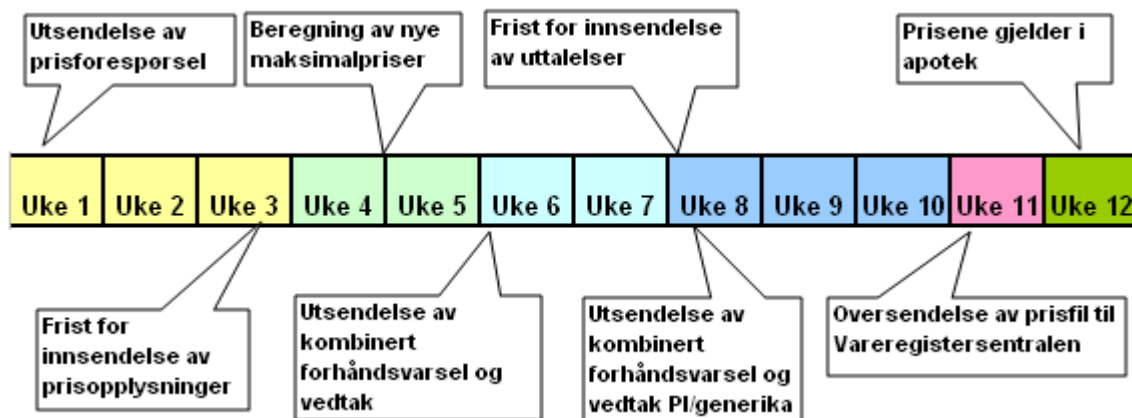 Utsendelse av
prisforespørsel
Beregning av nye
maksimalpriser
Frist for innsendelse
av uttalelser
Prisene gjelder i
apotek
Uke 1 Uke 2 Uke 3 Uke 4 Uke 5 Uke 6 Uke 7 Uke 8 Uke 9 Uke 10 Uke 11 Uke 12
Frist for
innsendelse av
prisopplysninger
Utsendelse av
kombinert
forhåndsvarsel og
vedtak
Utsendelse av
kombinert
forhåndsvarsel og
vedtak PI/generika
Oversendelse av prisfil til
Vareregistersentralen